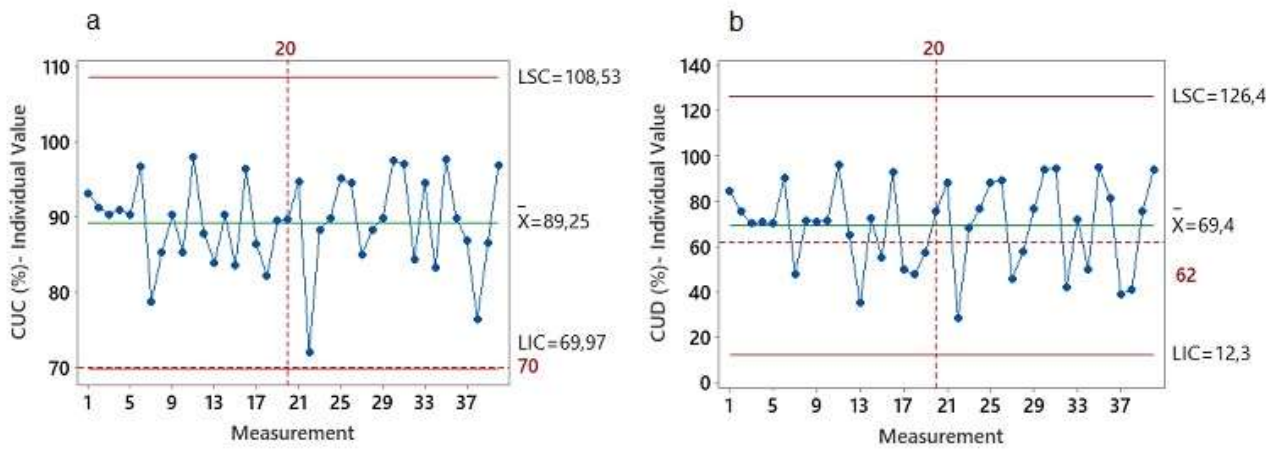 a
20
110
100
90
80
70
CUC (%)- Individual Value
LSC=108,53
X̄=89,25
LIC=69,97
70
1 5 9 13 17 21 25 29 33 37
Measurement
b
20
140
120
100
80
60
40
20
0
CUD (%)- Individual Value
LSC=126,4
X̄=69,4
62
LIC=12,3
1 5 9 13 17 21 25 29 33 37
Measurement